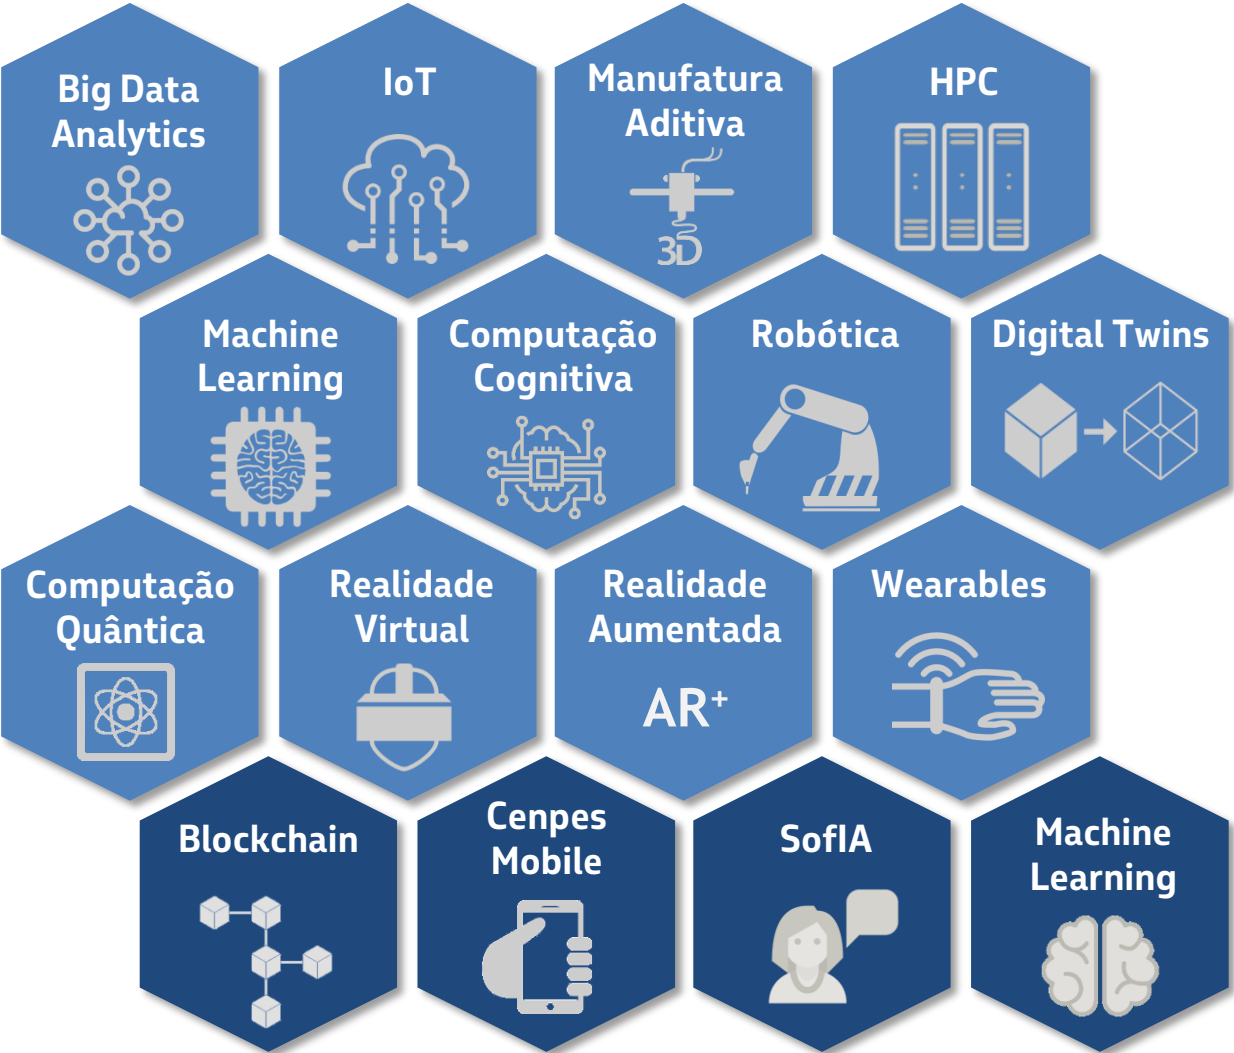 Big Data
Analytics
IoT
Manufatura
Aditiva
3D
HPC
Machine
Learning
Computação
Cognitiva
Robótica
Digital Twins
Computação
Quântica
Realidade
Virtual
Realidade
Aumentada
AR⁺
Wearables
Blockchain
Cenpes
Mobile
SofIA
Machine
Learning